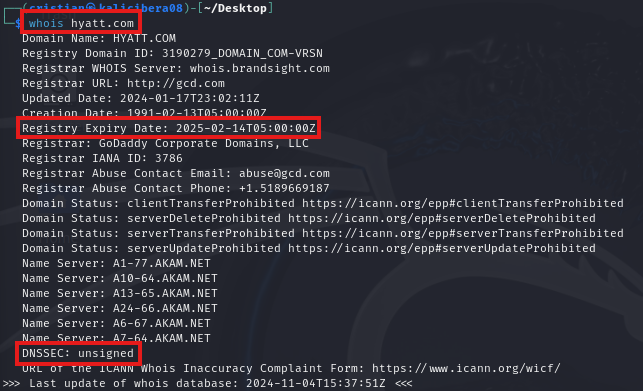 (cristian㉿kalicibera08)-[~/Desktop]
$ whois hyatt.com
Domain Name: HYATT.COM
Registry Domain ID: 3190279_DOMAIN_COM-VRSN
Registrar WHOIS Server: whois.brandsight.com
Registrar URL: http://gcd.com
Updated Date: 2024-01-17T23:02:11Z
Creation Date: 1991-02-13T05:00:00Z
Registry Expiry Date: 2025-02-14T05:00:00Z
Registrar: GoDaddy Corporate Domains, LLC
Registrar IANA ID: 3786
Registrar Abuse Contact Email: abuse@gcd.com
Registrar Abuse Contact Phone: +1.5189669187
Domain Status: clientTransferProhibited https://icann.org/epp#clientTransferProhibited
Domain Status: serverDeleteProhibited https://icann.org/epp#serverDeleteProhibited
Domain Status: serverTransferProhibited https://icann.org/epp#serverTransferProhibited
Domain Status: serverUpdateProhibited https://icann.org/epp#serverUpdateProhibited
Name Server: A1-77.AKAM.NET
Name Server: A10-64.AKAM.NET
Name Server: A13-65.AKAM.NET
Name Server: A24-66.AKAM.NET
Name Server: A6-67.AKAM.NET
Name Server: A7-64.AKAM.NET
DNSSEC: unsigned
URL of the ICANN Whois Inaccuracy Complaint Form: https://www.icann.org/wicf/
>>> Last update of whois database: 2024-11-04T15:37:51Z <<<